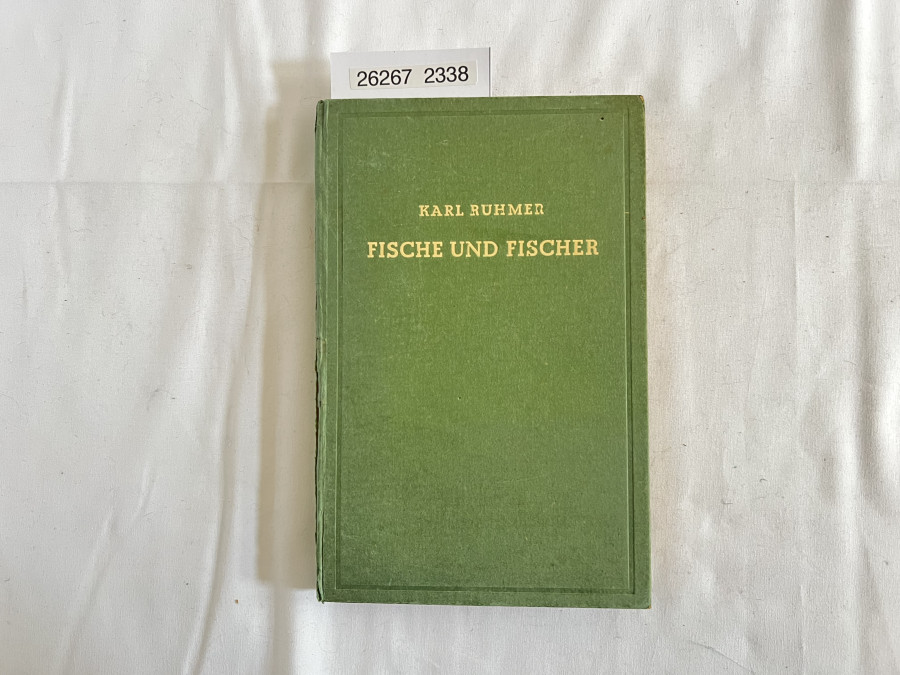 26267 2338
KARL RUHMER
FISCHE UND FISCHER